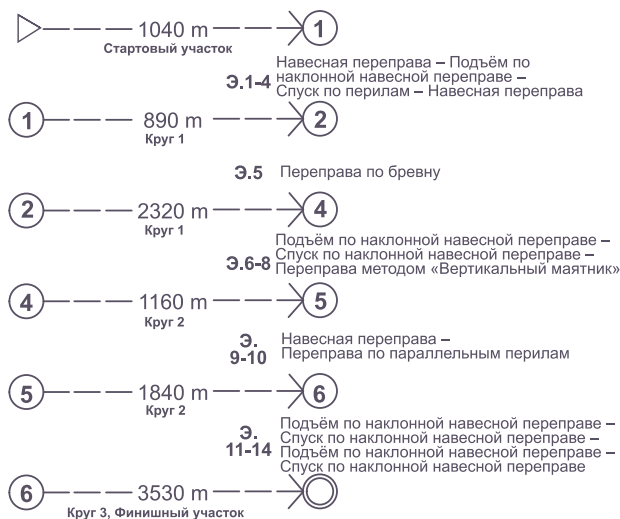 1040 m 1
Стартовый участок
Э.1-4
Навесная переправа – Подъём по
наклонной навесной переправе –
Спуск по перилам – Навесная преправа
1 890 m 2
Круг 1
Э.5 Переправа по бревну
2 2320 m 4
Круг 1
Э.6-8
Подъём по наклонной навесной переправе –
Спуск по наклонной навесной переправе –
Переправа методом «Вертикальный маятник»
4 1160 m 5
Круг 2
Э.
9-10
Навесная переправа –
Переправа по параллельным перилам
5 1840 m 6
Круг 2
Э.
11-14
Подъём по наклонной навесной переправе –
Спуск по наклонной навесной переправе –
Подъём по наклонной навесной переправе –
Спуск по наклонной навесной переправе
6 3530 m
Круг 3, Финишный участок